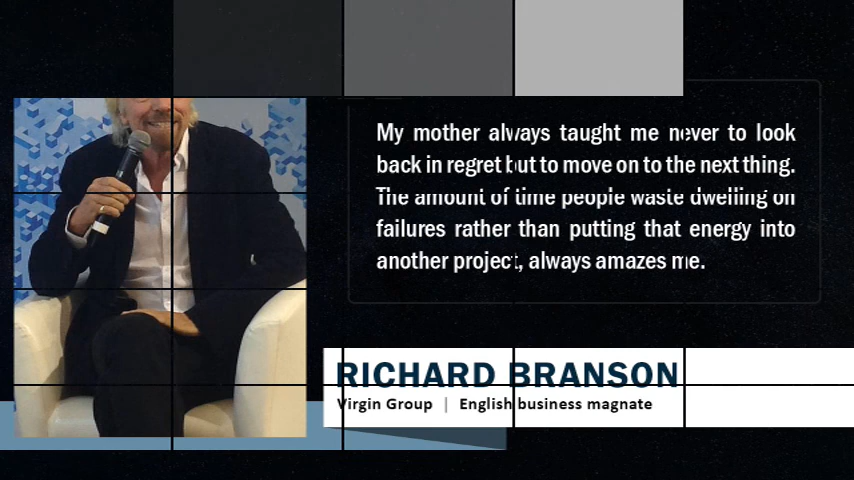 My mother always taught me never to look
back in regret but to move on to the next thing.
The amount of time people waste dwelling on
failures rather than putting that energy into
another project, always amazes me.
RICHARD BRANSON
Virgin Group | English business magnate